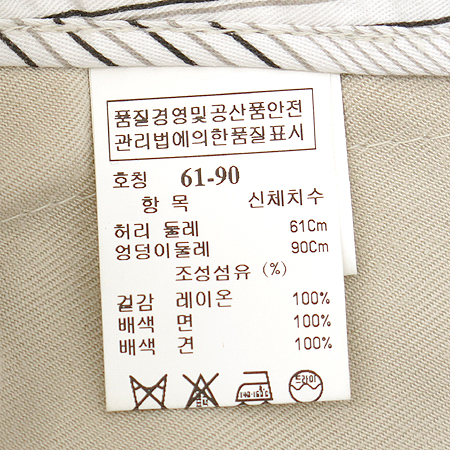 품질경영및공산품안전
관리법에의한품질표시
호칭 61-90
항 목 신체치수
허리 둘레 61Cm
엉덩이둘레 90Cm
조성섬유 (%)
겉감 레이온 100%
배색 면 100%
배색 견 100%
140-160℃ 드라이